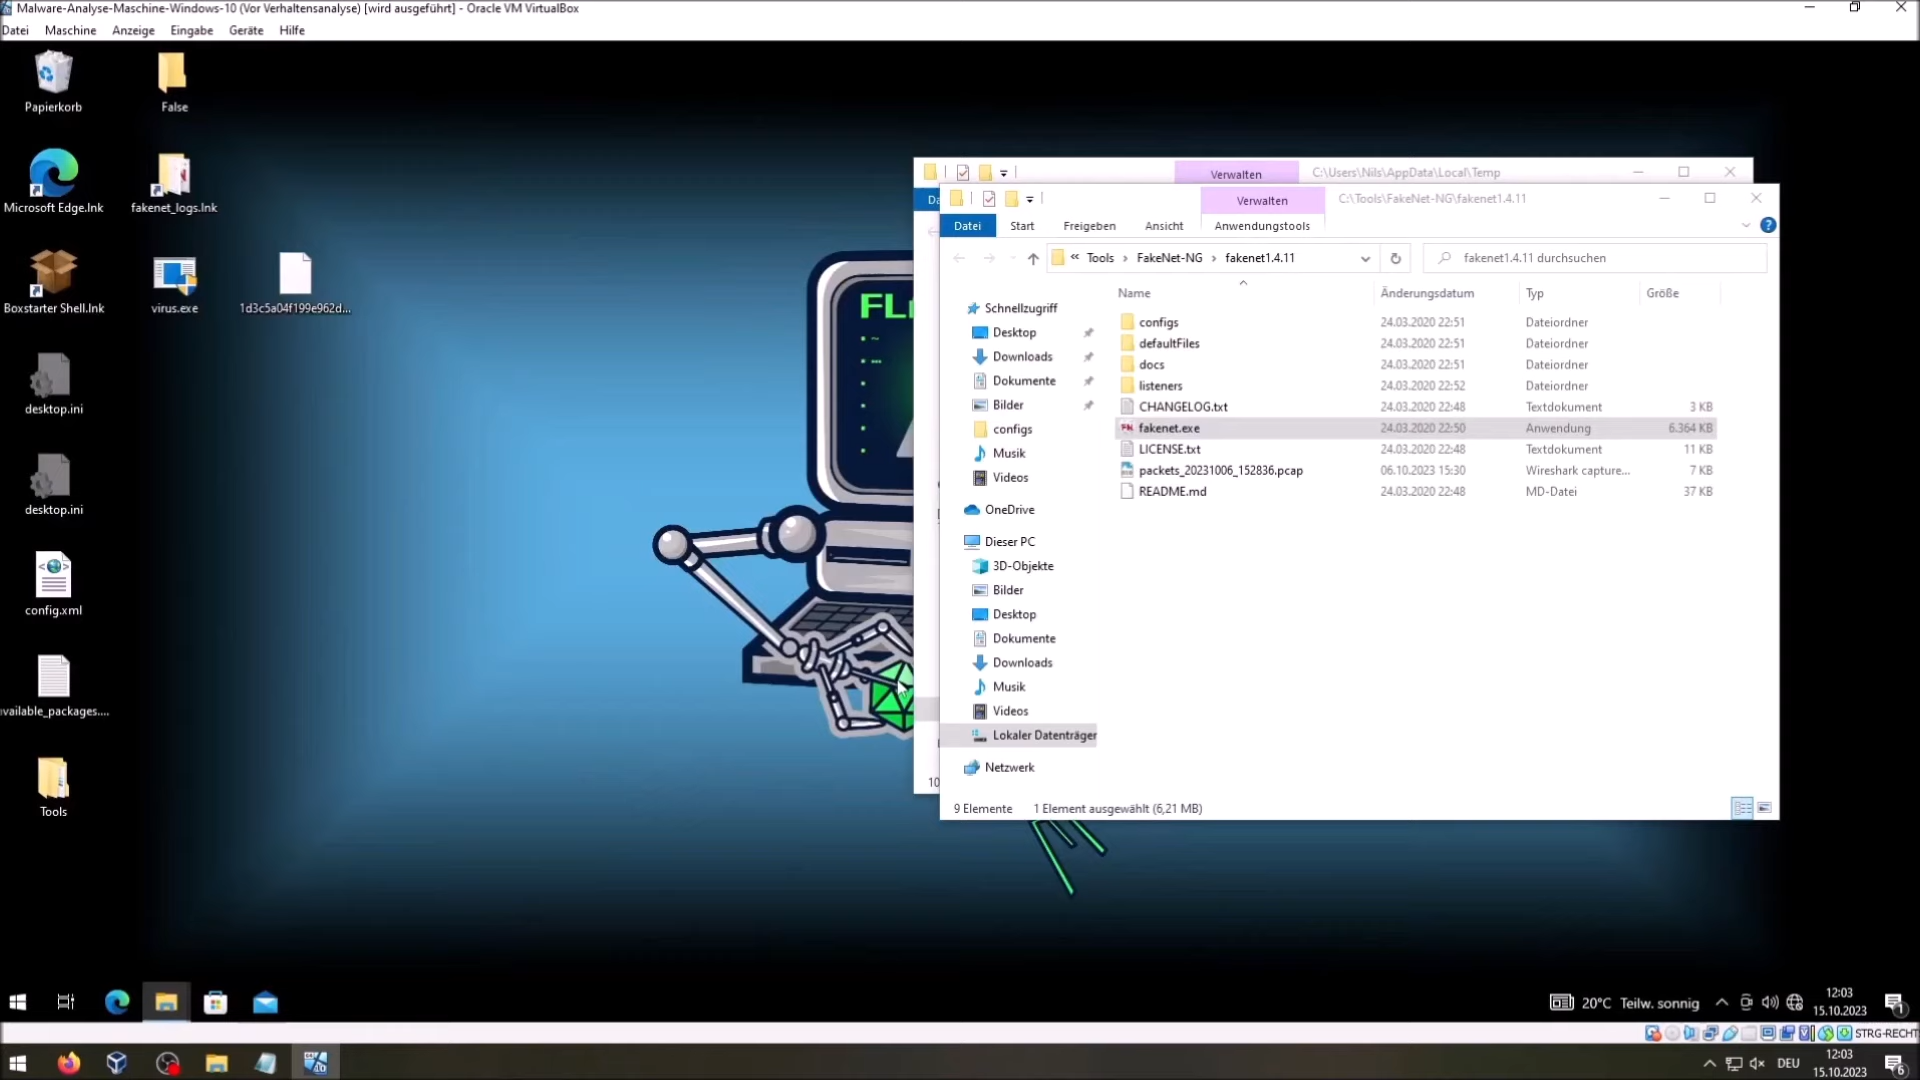 Malware-Analyse-Maschine-Windows-10 (Vor Verhaltensanalyse) [wird ausgeführt] - Oracle VM VirtualBox
Datei Maschine Anzeige Eingabe Geräte Hilfe
Papierkorb
False
Microsoft Edge.lnk
fakenet_logs.lnk
Boxstarter Shell.lnk
virus.exe
1d3c5a04f199e962d...
desktop.ini
desktop.ini
config.xml
available_packages....
Tools
Verwalten
C:\Users\Nils\AppData\Local\Temp
Da
10
Verwalten
C:\Tools\FakeNet-NG\fakenet1.4.11
Datei Start Freigeben Ansicht Anwendungstools
« Tools › FakeNet-NG › fakenet1.4.11
fakenet1.4.11 durchsuchen
Name Änderungsdatum Typ Größe
Schnellzugriff
Desktop
Downloads
Dokumente
Bilder
configs
Musik
Videos
OneDrive
Dieser PC
3D-Objekte
Bilder
Desktop
Dokumente
Downloads
Musik
Videos
Lokaler Datenträger
Netzwerk
configs 24.03.2020 22:51 Dateiordner
defaultFiles 24.03.2020 22:51 Dateiordner
docs 24.03.2020 22:51 Dateiordner
listeners 24.03.2020 22:52 Dateiordner
CHANGELOG.txt 24.03.2020 22:48 Textdokument 3 KB
fakenet.exe 24.03.2020 22:50 Anwendung 6.364 KB
LICENSE.txt 24.03.2020 22:48 Textdokument 11 KB
packets_20231006_152836.pcap 06.10.2023 15:30 Wireshark capture... 7 KB
README.md 24.03.2020 22:48 MD-Datei 37 KB
9 Elemente 1 Element ausgewählt (6,21 MB)
20°C Teilw. sonnig
12:03
15.10.2023
1
STRG-RECHT
DEU
12:03
15.10.2023
6